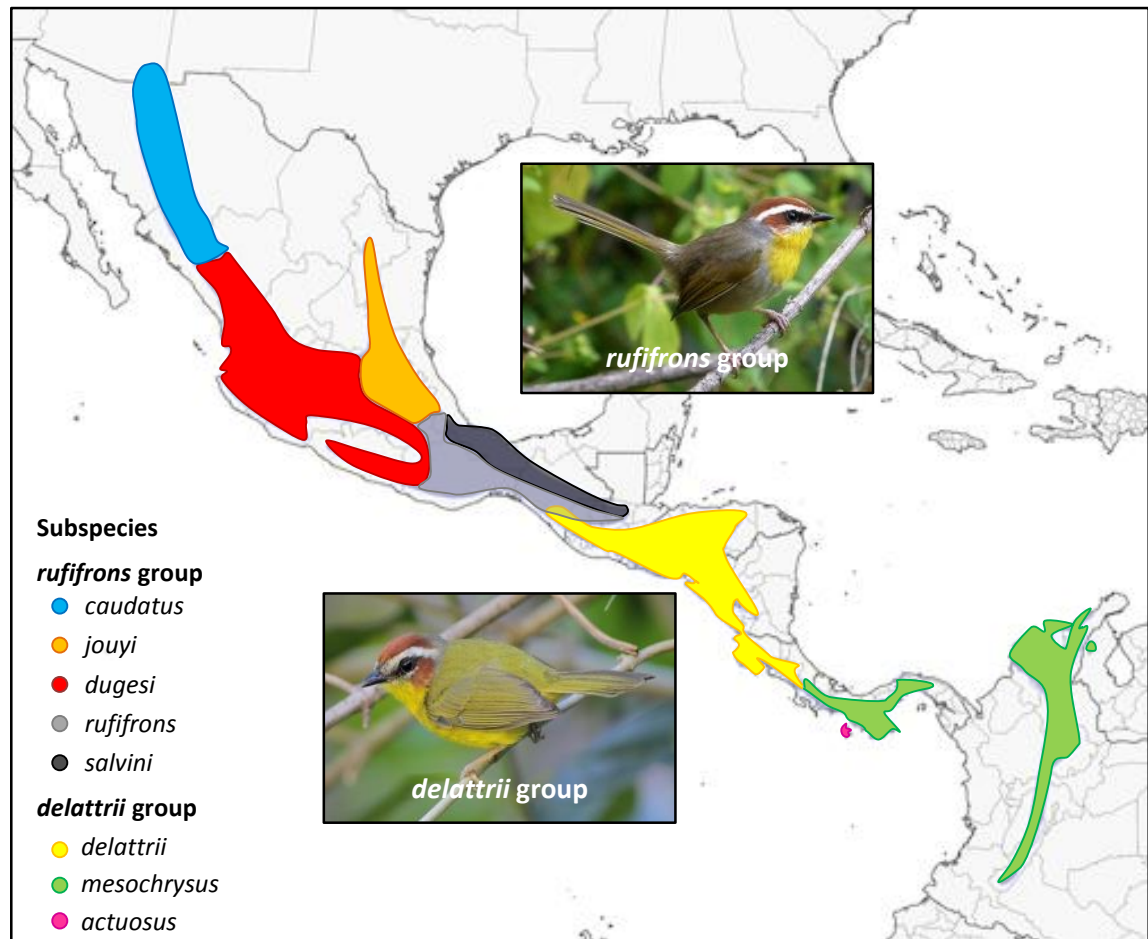 rufifrons group
Subspecies
rufifrons group
caudatus
jouyi
dugesi
rufifrons
salvini
delattrii group
delattrii
mesochrysus
actuosus
delattrii group